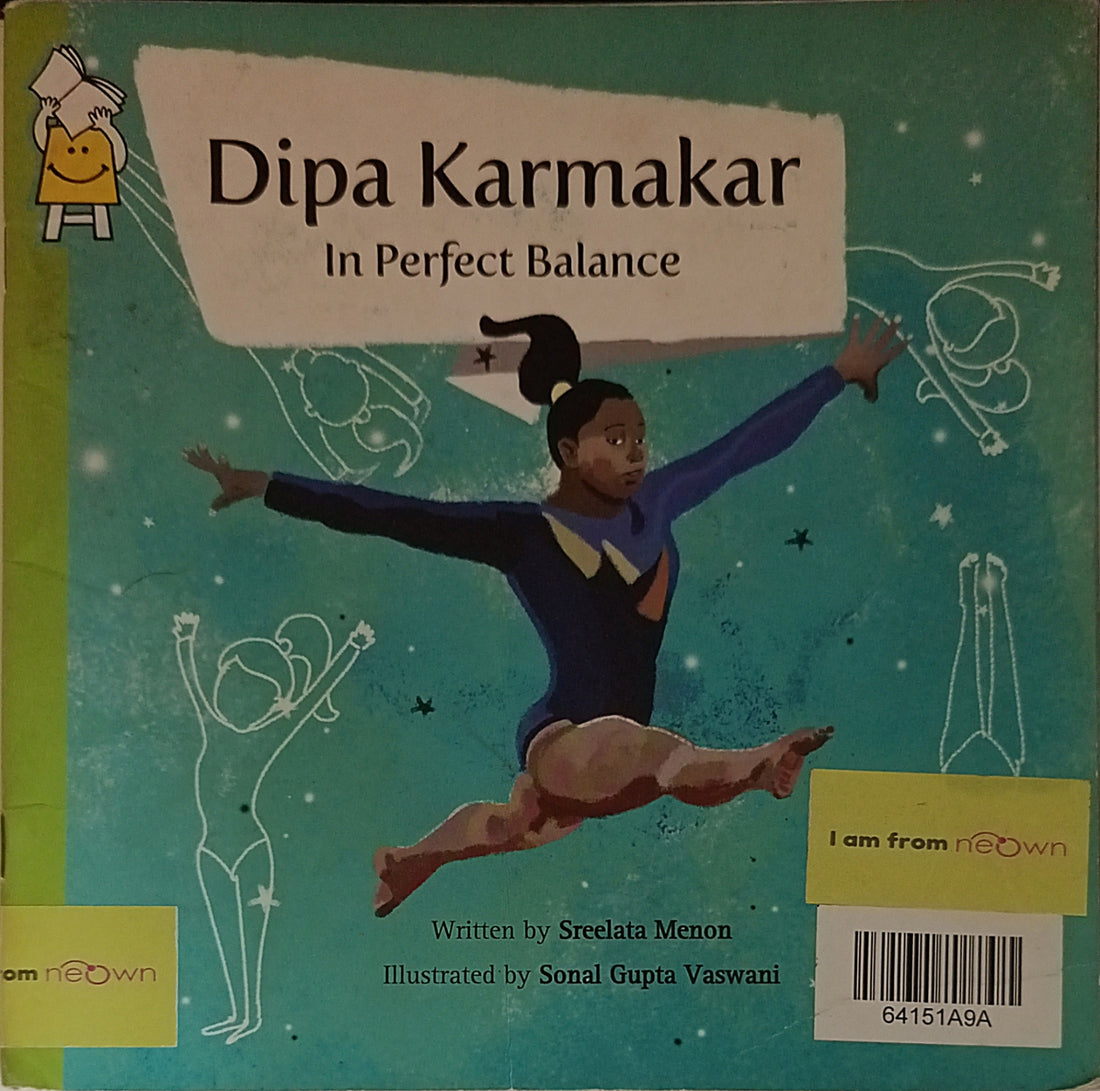 Dipa Karmakar
In Perfect Balance
Written by Sreelata Menon
Illustrated by Sonal Gupta Vaswani
I am from neOwn
om neOwn
64151A9A